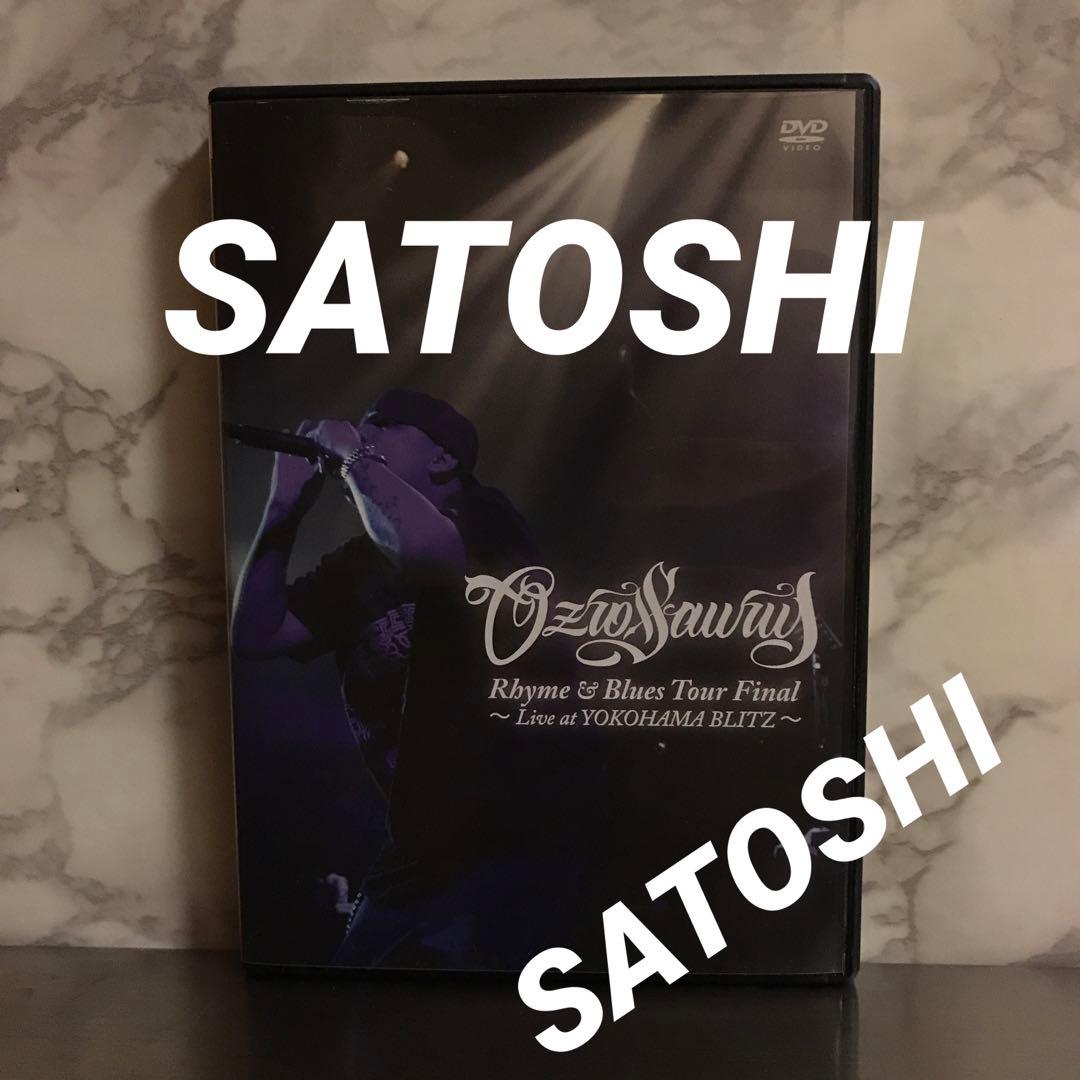 DVD
VIDEO
SATOSHI
OzroSaurus
Rhyme & Blues Tour Final
～ Live at YOKOHAMA BLITZ ～
SATOSHI